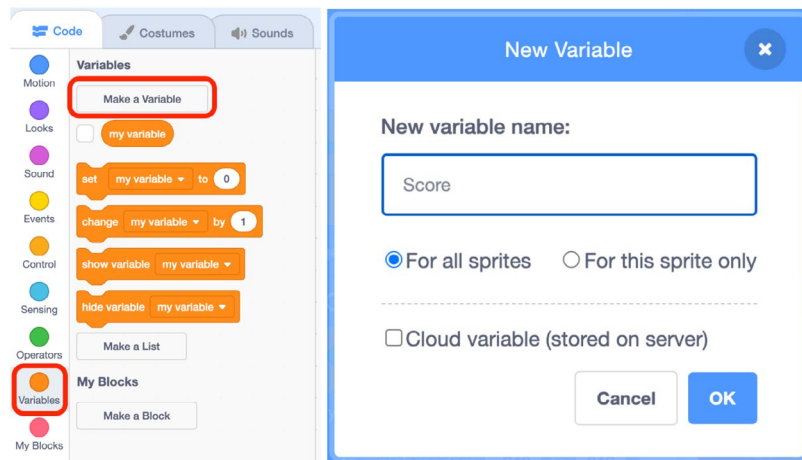 Code
Costumes
Sounds
Motion
Looks
Sound
Events
Control
Sensing
Operators
Variables
My Blocks
Variables
Make a Variable
my variable
set my variable to 0
change my variable by 1
show variable my variable
hide variable my variable
Make a List
My Blocks
Make a Block
New Variable
New variable name:
Score
For all sprites
For this sprite only
Cloud variable (stored on server)
Cancel
OK